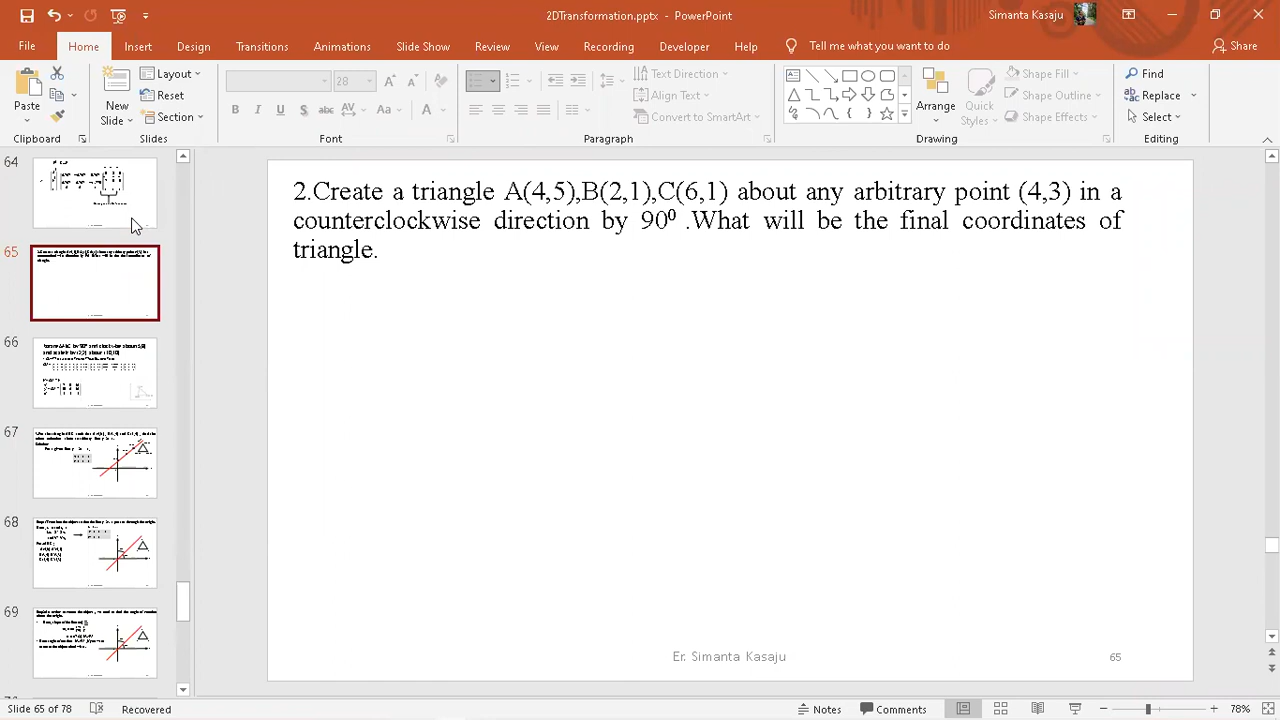 2DTransformation.pptx - PowerPoint
Simanta Kasaju
File
Home
Insert
Design
Transitions
Animations
Slide Show
Review
View
Recording
Developer
Help
Tell me what you want to do
Share
Paste
Clipboard
New
Slide
Layout
Reset
Section
Slides
28
B I U S abc AV Aa A
Font
Text Direction
Align Text
Convert to SmartArt
Paragraph
Arrange
Quick
Styles
Shape Fill
Shape Outline
Shape Effects
Drawing
Find
Replace
Select
Editing
64
65
66
67
68
69
2.Create a triangle A(4,5),B(2,1),C(6,1) about any arbitrary point (4,3) in a
counterclockwise direction by 90⁰ .What will be the final coordinates of
triangle.
Er. Simanta Kasaju
65
Slide 65 of 78
Recovered
Notes
Comments
78%